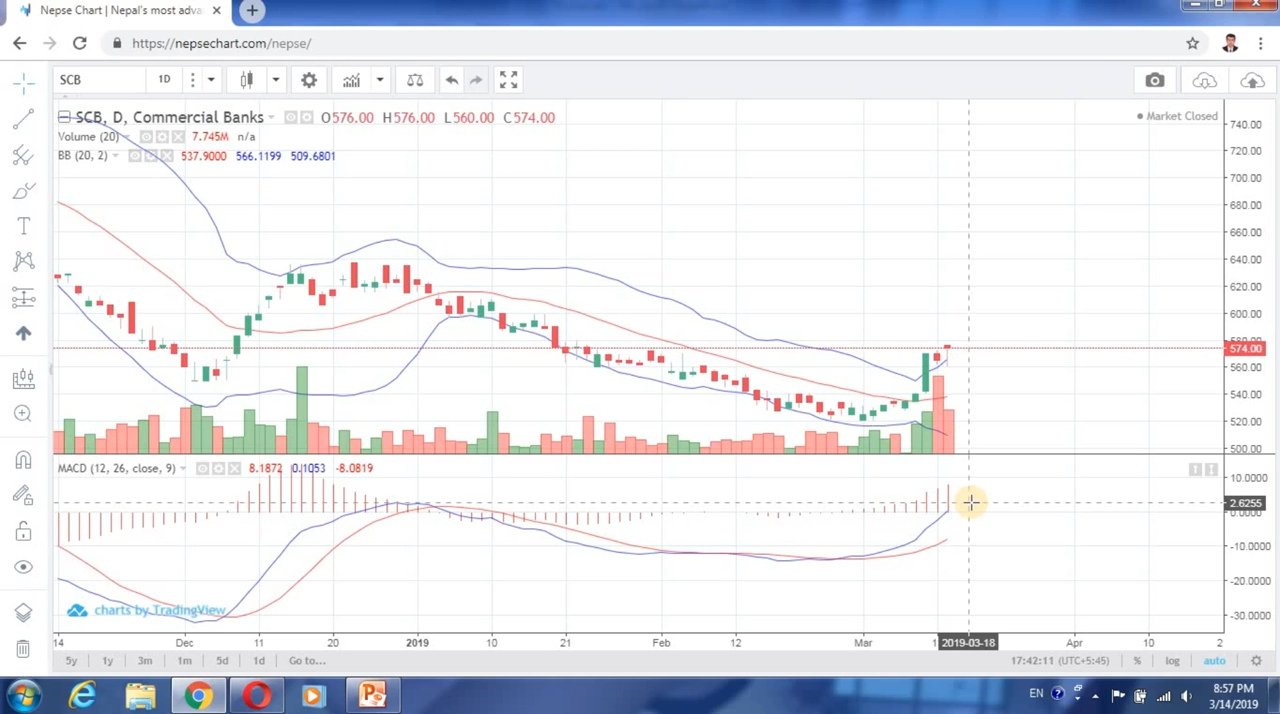 Nepse Chart | Nepal's most adva
https://nepsechart.com/nepse/
SCB 1D
SCB, D, Commercial Banks O576.00 H576.00 L560.00 C574.00
Market Closed
Volume (20) 7.745M n/a
BB (20, 2) 537.9000 566.1199 509.6801
740.00
720.00
700.00
680.00
660.00
640.00
620.00
600.00
574.00
560.00
540.00
520.00
500.00
MACD (12, 26, close, 9) 8.1872 0.1053 -8.0819
10.0000
2.6255
0.0000
-10.0000
-20.0000
-30.0000
charts by TradingView
14 Dec 11 20 2019 10 21 Feb 12 Mar 2019-03-18 Apr 10 2
5y 1y 3m 1m 5d 1d Go to... 17:42:11 (UTC+5:45) % log auto
EN
8:57 PM
3/14/2019